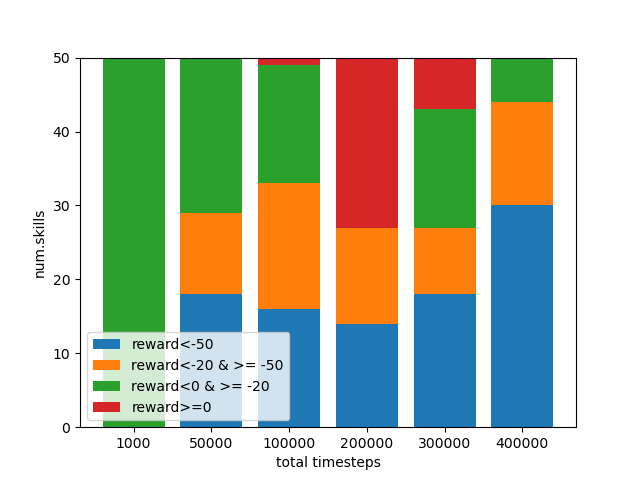 50
40
30
20
10
0
num.skills
reward<-50
reward<-20 & >= -50
reward<0 & >= -20
reward>=0
1000 50000 100000 200000 300000 400000
total timesteps